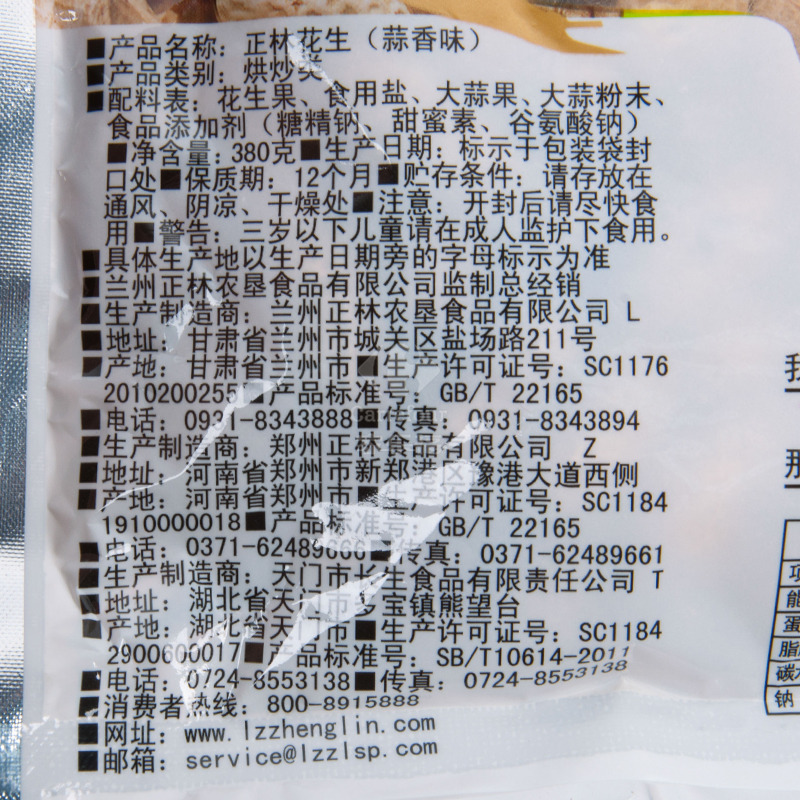 ■产品名称：正林花生（蒜香味）
■产品类别：烘炒类
■配料表：花生果、食用盐、大蒜果、大蒜粉末、
食品添加剂（糖精钠、甜蜜素、谷氨酸钠）
■净含量：380克■生产日期：标示于包装袋封
口处■保质期：12个月■贮存条件：请存放在
通风、阴凉、干燥处■注意：开封后请尽快食
用■警告：三岁以下儿童请在成人监护下食用。
■具体生产地以生产日期旁的字母标示为准
■兰州正林农垦食品有限公司监制总经销
■生产制造商：兰州正林农垦食品有限公司 L
■地址：甘肃省兰州市城关区盐场路211号
■产地：甘肃省兰州市■生产许可证号：SC1176
2010200255■产品标准号：GB/T 22165
■电话：0931-8343888■传真：0931-8343894
■生产制造商：郑州正林食品有限公司 Z
■地址：河南省郑州市新郑港区豫港大道西侧
■产地：河南省郑州市■生产许可证号：SC1184
1910000018■产品标准号：GB/T 22165
■电话：0371-62489666■传真：0371-62489661
■生产制造商：天门市长生食品有限责任公司 T
■地址：湖北省天门市多宝镇熊望台
■产地：湖北省天门市■生产许可证号：SC1184
2900600017■产品标准号：SB/T10614-2011
■电话：0724-8553138■传真：0724-8553138
■消费者热线：800-8915888
■网址：www.lzzhenglin.com
■邮箱：service@lzzlsp.com
那
项
能
蛋
脂
碳水
钠